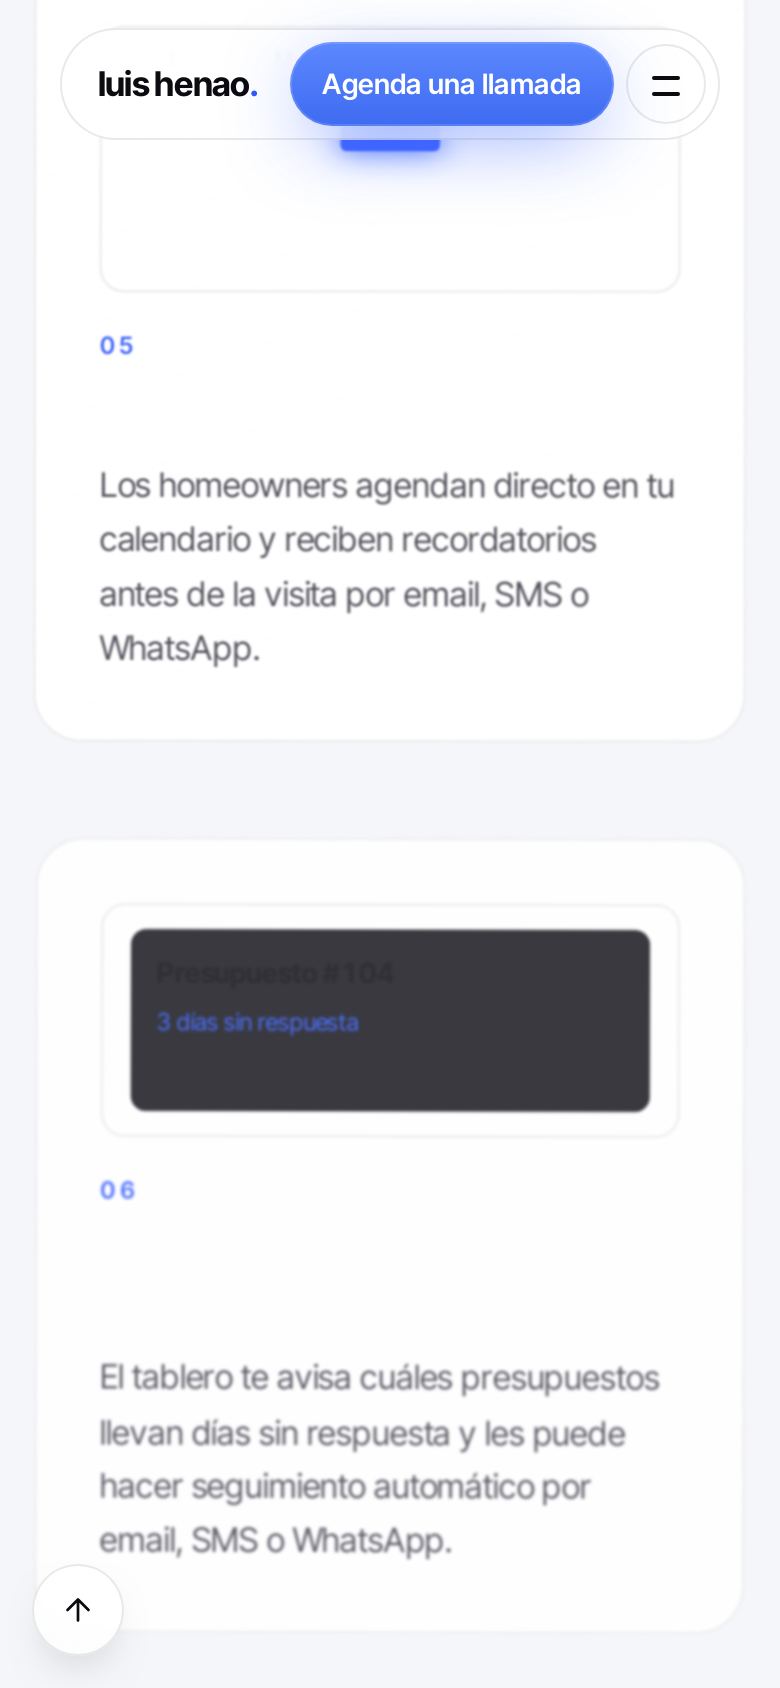 luis henao.
Agenda una llamada
05
Los homeowners agendan directo en tu
calendario y reciben recordatorios
antes de la visita por email, SMS o
WhatsApp.
Presupuesto #104
3 días sin respuesta
06
El tablero te avisa cuáles presupuestos
llevan días sin respuesta y les puede
hacer seguimiento automático por
email, SMS o WhatsApp.